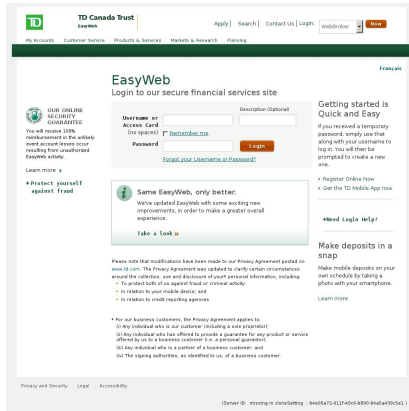 TD Canada Trust
EasyWeb
Apply | Search | Contact Us | Login: WebBroker Now
My Accounts Customer Service Products & Services Markets & Research Planning
Français
EasyWeb
Login to our secure financial services site
OUR ONLINE
SECURITY
GUARANTEE
You will receive 100%
reimbursement in the unlikely
event account losses occur
resulting from unauthorized
EasyWeb activity.
Learn more
Protect yourself
against fraud
Description (Optional)
Username or
Access Card
(no spaces)
Remember me
Password
Login
Forgot your Username or Password?
Same EasyWeb, only better.
We've updated EasyWeb with some exciting new
improvements, in order to make a greater overall
experience.
Take a look
Please note that modifications have been made to our Privacy Agreement posted on
www.td.com. The Privacy Agreement was updated to clarify certain circumstances
around the collection, use and disclosure of your* personal information, including:
To protect both of us against fraud or criminal activity
In relation to your mobile device; and
In relation to credit reporting agencies
* For our business customers, the Privacy Agreement applies to:
(i) Any individual who is our customer (including a sole proprietor);
(ii) Any individual who has offered to provide a guarantee for any product or service
offered by us to a business customer (i.e. a personal guarantor);
(iii) Any individual who is a partner of a business customer; and
(iv) The signing authorities, as identified to us, of a business customer.
Getting started is
Quick and Easy
If you received a temporary
password, simply use that
along with your username to
log in. You will then be
prompted to create a new
one.
Register Online Now
Get the TD Mobile App now
+Need Login Help?
Make deposits in a
snap
Make mobile deposits on your
own schedule by taking a
photo with your smartphone.
Learn more
Privacy and Security Legal Accessibility
(Server ID: missing in cloneSetting :